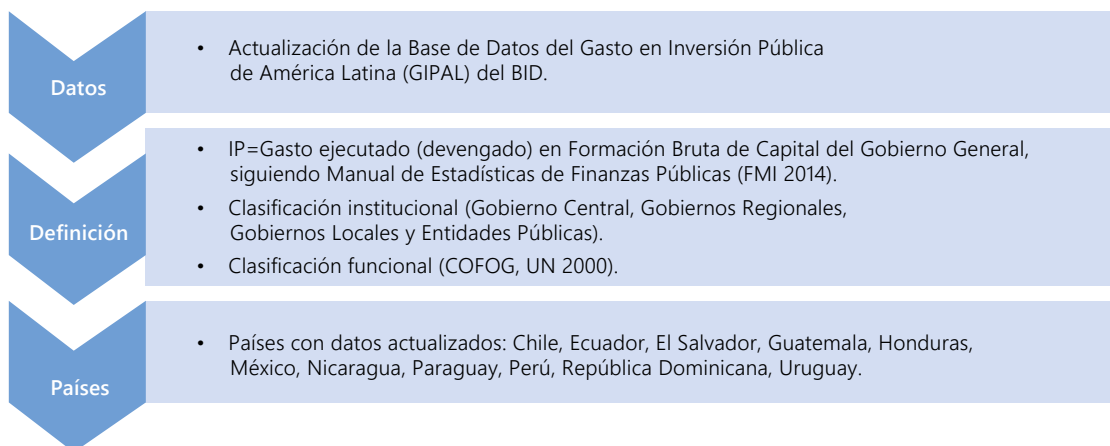 Datos
• Actualización de la Base de Datos del Gasto en Inversión Pública
de América Latina (GIPAL) del BID.
Definición
• IP=Gasto ejecutado (devengado) en Formación Bruta de Capital del Gobierno General,
siguiendo Manual de Estadísticas de Finanzas Públicas (FMI 2014).
• Clasificación institucional (Gobierno Central, Gobiernos Regionales,
Gobiernos Locales y Entidades Públicas).
• Clasificación funcional (COFOG, UN 2000).
Países
• Países con datos actualizados: Chile, Ecuador, El Salvador, Guatemala, Honduras,
México, Nicaragua, Paraguay, Perú, República Dominicana, Uruguay.